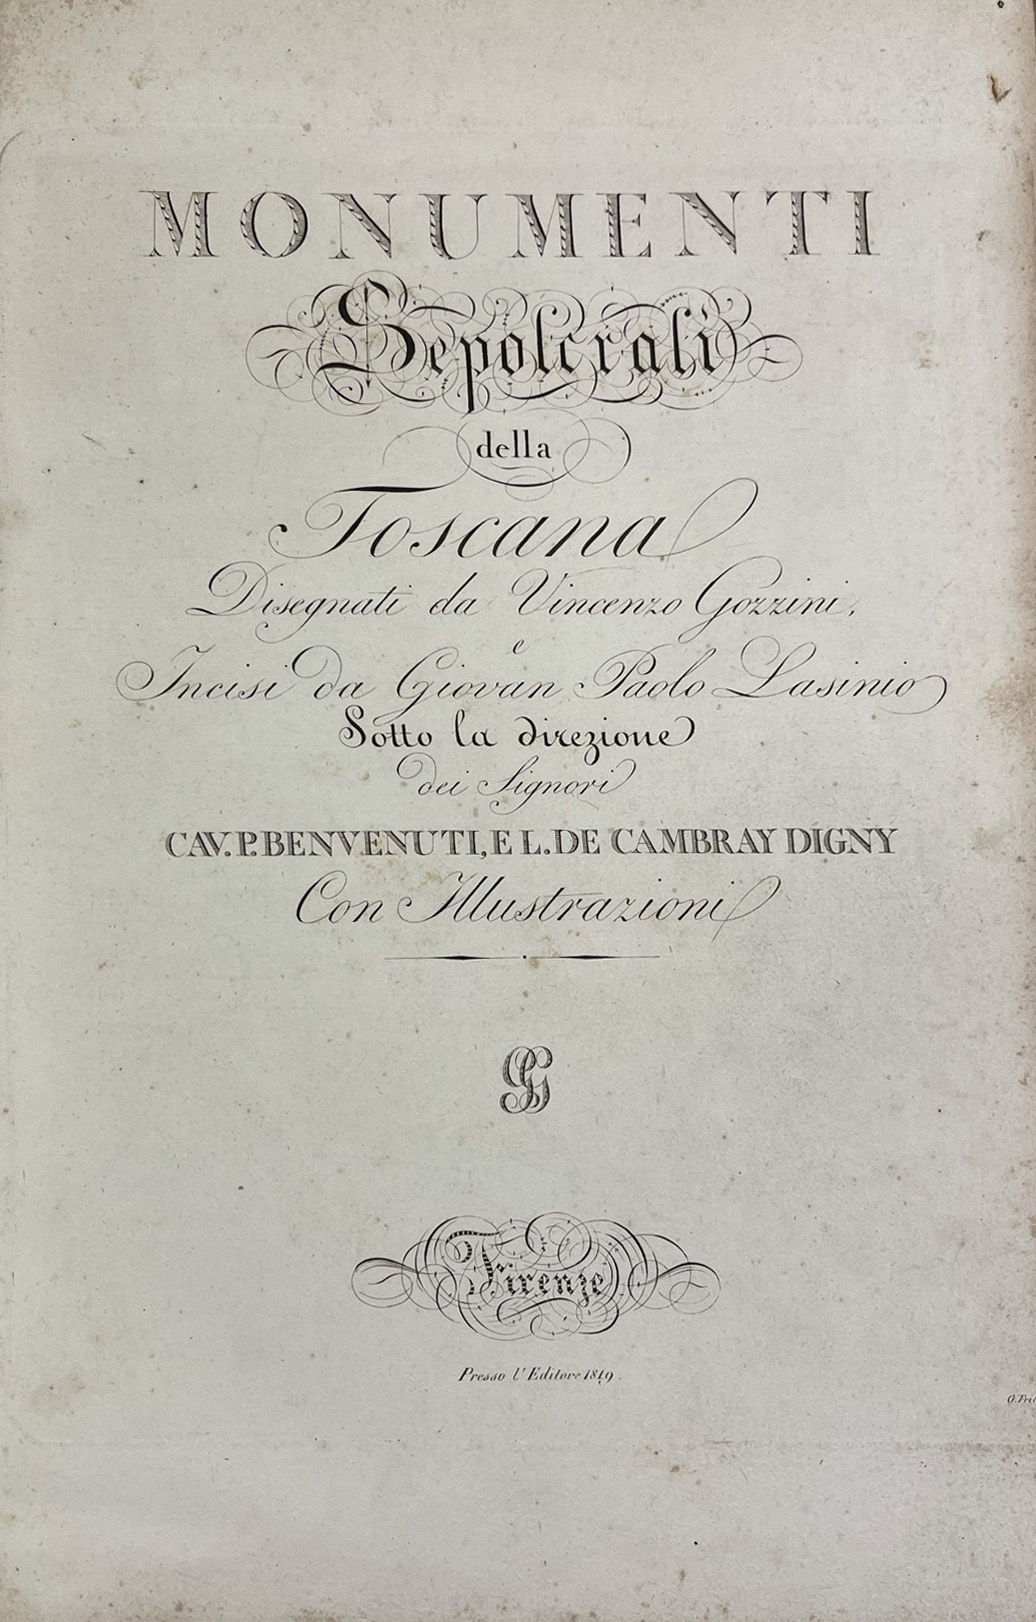 MONUMENTI
Sepolcrali
della
Toscana
Disegnati da Vincenzo Gozzini,
e
Incisi da Giovan Paolo Lasinio
Sotto la direzione
dei Signori
CAV. P. BENVENUTI, E L. DE CAMBRAY DIGNY
Con Illustrazioni
Firenze
Presso l'Editore 1819.